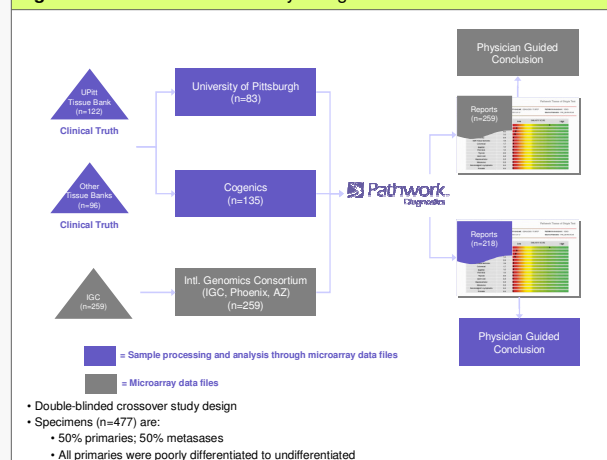 UPitt
Tissue Bank
(n=122)
Clinical Truth
Other
Tissue Banks
(n=96)
Clinical Truth
IGC
(n=259)
University of Pittsburgh
(n=83)
Cogenics
(n=135)
Intl. Genomics Consortium
(IGC, Phoenix, AZ)
(n=259)
Pathwork
Diagnostics
Physician Guided
Conclusion
Reports
(n=259)
Reports
(n=218)
Physician Guided
Conclusion
= Sample processing and analysis through microarray data files
= Microarray data files
• Double-blinded crossover study design
• Specimens (n=477) are:
• 50% primaries; 50% metasases
• All primaries were poorly differentiated to undifferentiated